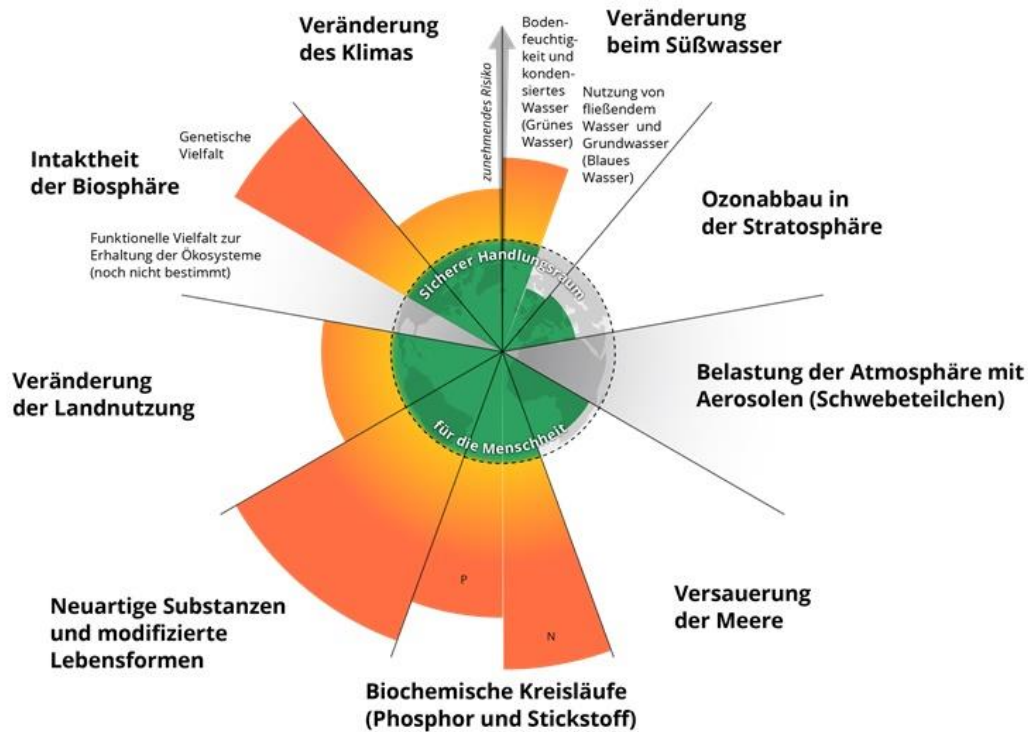 Veränderung
des Klimas
zunehmendes Risiko
Boden-
feuchtig-
keit und
konden-
siertes
Wasser
(Grünes
Wasser)
Veränderung
beim Süßwasser
Nutzung von
fließendem
Wasser und
Grundwasser
(Blaues
Wasser)
Genetische
Vielfalt
Intaktheit
der Biosphäre
Funktionelle Vielfalt zur
Erhaltung der Ökosysteme
(noch nicht bestimmt)
Ozonabbau in
der Stratosphäre
Sicherer Handlungsraum
für die Menschheit
Veränderung
der Landnutzung
Belastung der Atmosphäre mit
Aerosolen (Schwebeteilchen)
Neuartige Substanzen
und modifizierte
Lebensformen
P
N
Versauerung
der Meere
Biochemische Kreisläufe
(Phosphor und Stickstoff)